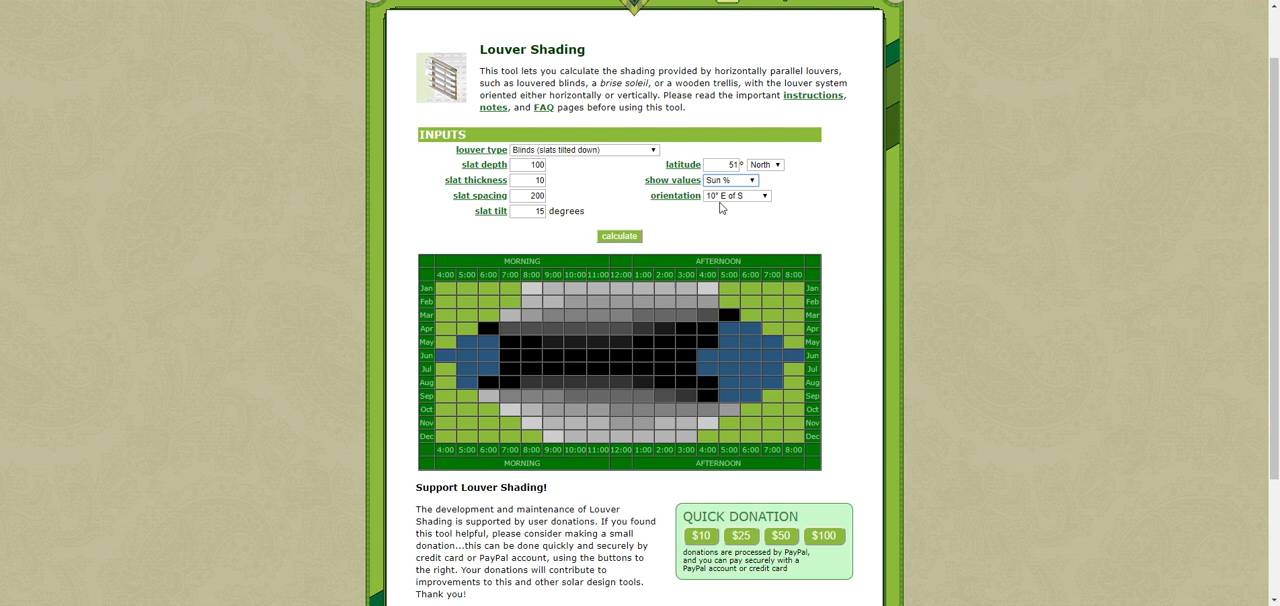 Louver Shading
This tool lets you calculate the shading provided by horizontally parallel louvers,
such as louvered blinds, a brise soleil, or a wooden trellis, with the louver system
oriented either horizontally or vertically. Please read the important instructions,
notes, and FAQ pages before using this tool.
INPUTS
louver type Blinds (slats tilted down)
slat depth 100 latitude 51 º North
slat thickness 10 show values Sun %
slat spacing 200 orientation 10° E of S
slat tilt 15 degrees
calculate
MORNING AFTERNOON
4:00 5:00 6:00 7:00 8:00 9:00 10:00 11:00 12:00 1:00 2:00 3:00 4:00 5:00 6:00 7:00 8:00
Jan Jan
Feb Feb
Mar Mar
Apr Apr
May May
Jun Jun
Jul Jul
Aug Aug
Sep Sep
Oct Oct
Nov Nov
Dec Dec
4:00 5:00 6:00 7:00 8:00 9:00 10:00 11:00 12:00 1:00 2:00 3:00 4:00 5:00 6:00 7:00 8:00
MORNING AFTERNOON
Support Louver Shading!
The development and maintenance of Louver
Shading is supported by user donations. If you found
this tool helpful, please consider making a small
donation...this can be done quickly and securely by
credit card or PayPal account, using the buttons to
the right. Your donations will contribute to
improvements to this and other solar design tools.
Thank you!
QUICK DONATION
$10 $25 $50 $100
donations are processed by PayPal,
and you can pay securely with a
PayPal account or credit card